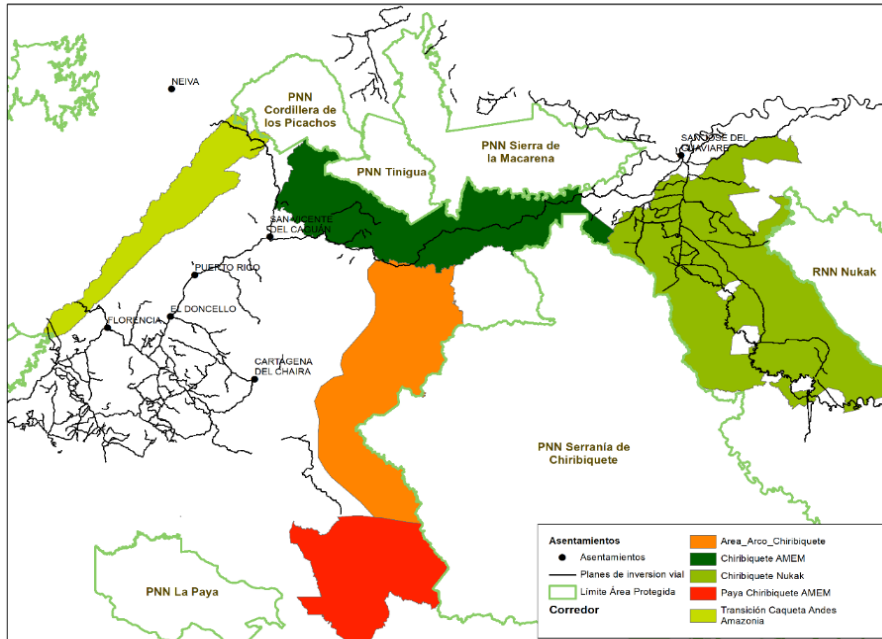 NEIVA
PNN
Cordillera de
los Picachos
PNN Sierra de
la Macarena
SAN JOSE DEL
GUAVIARE
PNN Tinigua
SAN VICENTE
DEL CAGUÁN
PUERTO RICO
RNN Nukak
EL DONCELLO
FLORENCIA
CARTAGENA
DEL CHAIRA
PNN Serranía de
Chiribiquete
PNN La Paya
Asentamientos
Asentamientos
Planes de inversion vial
Límite Área Protegida
Corredor
Area_Arco_Chiribiquete
Chiribiquete AMEM
Chiribiquete Nukak
Paya Chiribiquete AMEM
Transición Caqueta Andes
Amazonia